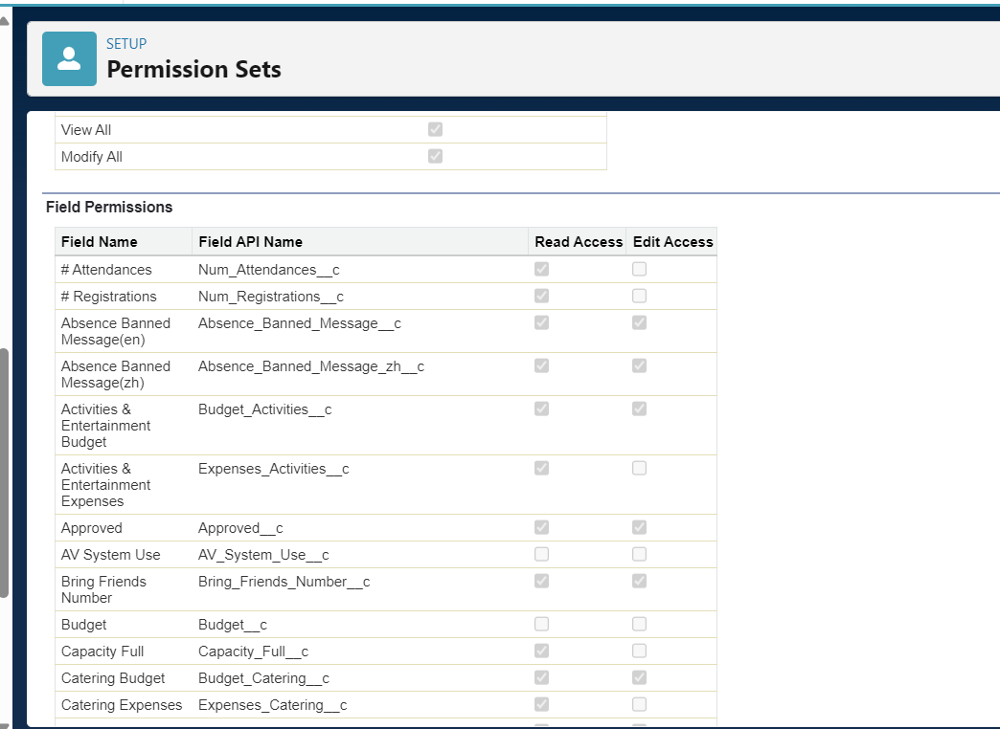 SETUP
Permission Sets
View All
Modify All
Field Permissions
Field Name Field API Name Read Access Edit Access
# Attendances Num_Attendances__c
# Registrations Num_Registrations__c
Absence Banned Absence_Banned_Message__c
Message(en)
Absence Banned Absence_Banned_Message_zh__c
Message(zh)
Activities & Budget_Activities__c
Entertainment
Budget
Activities & Expenses_Activities__c
Entertainment
Expenses
Approved Approved__c
AV System Use AV_System_Use__c
Bring Friends Bring_Friends_Number__c
Number
Budget Budget__c
Capacity Full Capacity_Full__c
Catering Budget Budget_Catering__c
Catering Expenses Expenses_Catering__c